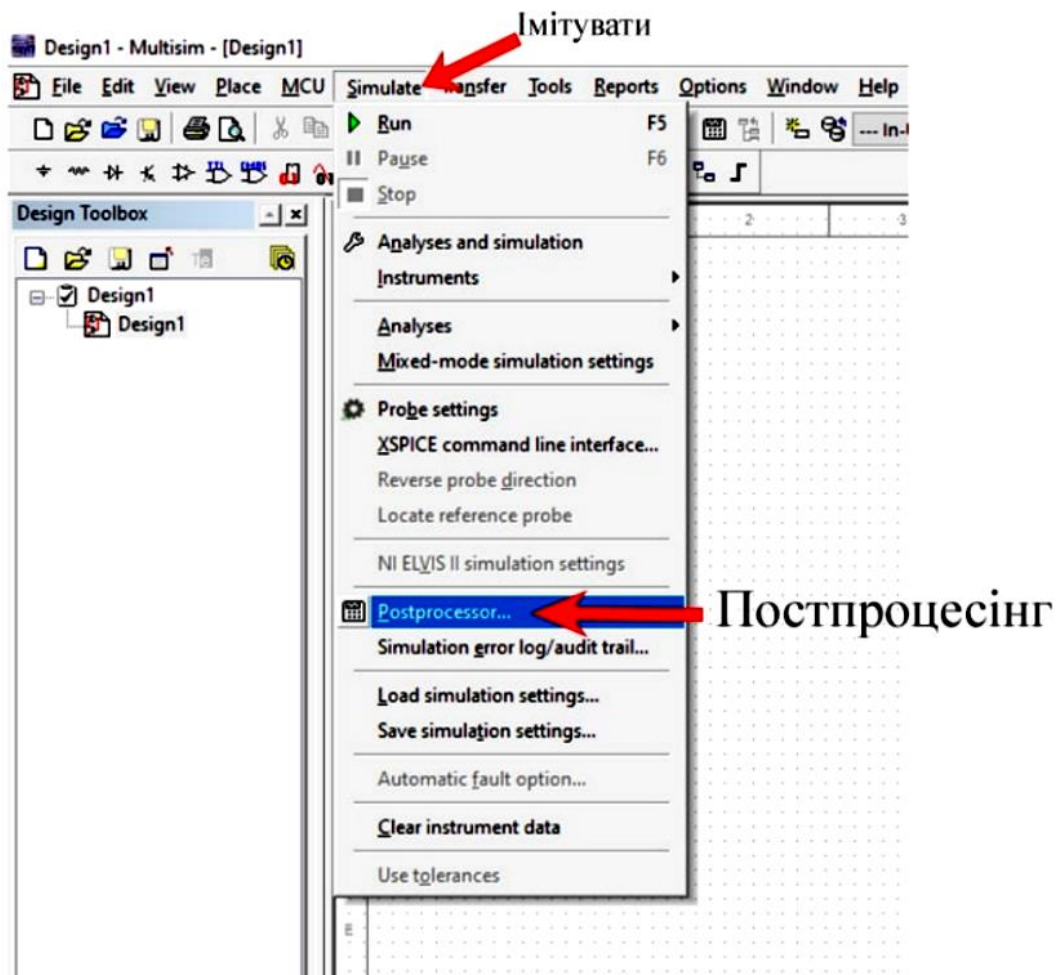 Імітувати
Design1 - Multisim - [Design1]
File Edit View Place MCU Simulate Transfer Tools Reports Options Window Help
--- In-
Design Toolbox
Design1
Design1
Run F5
Pause F6
Stop
Analyses and simulation
Instruments
Analyses
Mixed-mode simulation settings
Probe settings
XSPICE command line interface...
Reverse probe direction
Locate reference probe
NI ELVIS II simulation settings
Postprocessor...
Постпроцесінг
Simulation error log/audit trail...
Load simulation settings...
Save simulation settings...
Automatic fault option...
Clear instrument data
Use tolerances
2
3